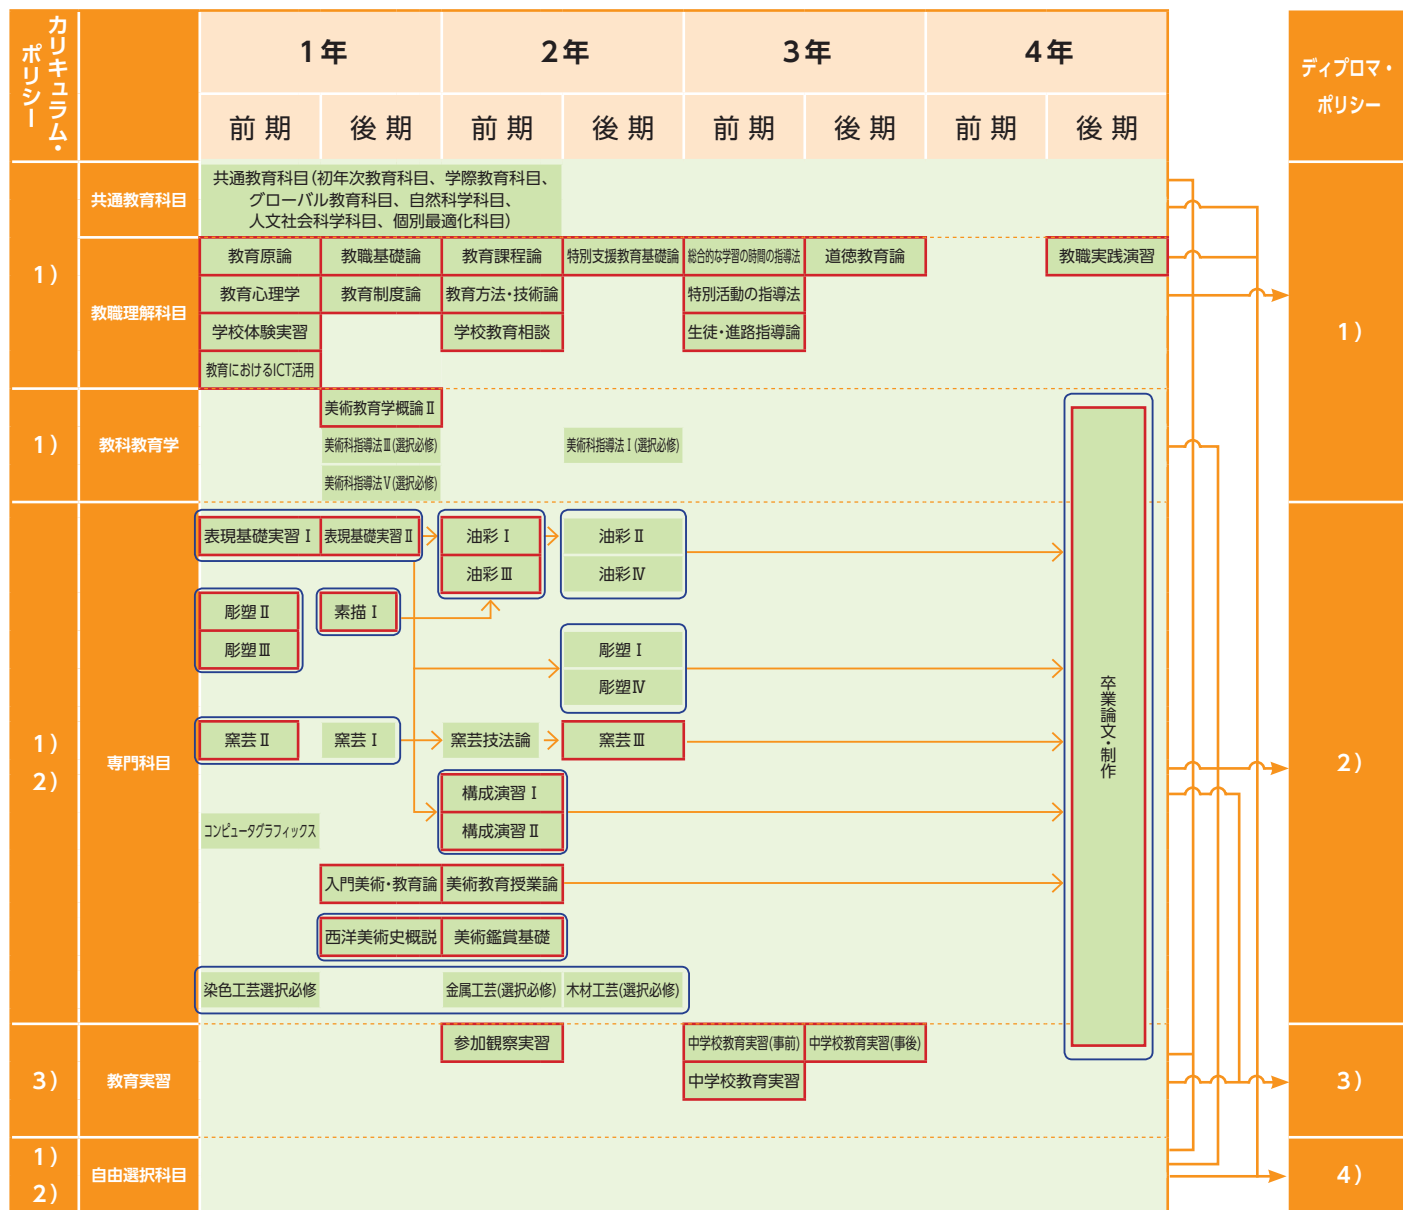 カリキュラム・
ポリシー
1年
2年
3年
4年
ディプロマ・
ポリシー
前期
後期
前期
後期
前期
後期
前期
後期
1)
共通教育科目
共通教育科目(初年次教育科目、学際教育科目、
グローバル教育科目、自然科学科目、
人文社会科学科目、個別最適化科目)
教職理解科目
教育原論
教職基礎論
教育課程論
特別支援教育基礎論
総合的な学習の時間の指導法
道徳教育論
教職実践演習
教育心理学
教育制度論
教育方法・技術論
特別活動の指導法
学校体験実習
学校教育相談
生徒・進路指導論
教育におけるICT活用
1)
1)
教科教育学
美術教育学概論Ⅱ
美術科指導法Ⅲ(選択必修)
美術科指導法Ⅰ(選択必修)
美術科指導法Ⅴ(選択必修)
1)
2)
専門科目
表現基礎実習Ⅰ
表現基礎実習Ⅱ
油彩Ⅰ
油彩Ⅱ
油彩Ⅲ
油彩Ⅳ
彫塑Ⅱ
素描Ⅰ
彫塑Ⅲ
彫塑Ⅰ
彫塑Ⅳ
窯芸Ⅱ
窯芸Ⅰ
窯芸技法論
窯芸Ⅲ
構成演習Ⅰ
構成演習Ⅱ
コンピュータグラフィックス
入門美術・教育論
美術教育授業論
西洋美術史概説
美術鑑賞基礎
染色工芸選択必修
金属工芸(選択必修)
木材工芸(選択必修)
卒業論文・制作
2)
3)
教育実習
参加観察実習
中学校教育実習(事前)
中学校教育実習(事後)
中学校教育実習
3)
1)
2)
自由選択科目
4)